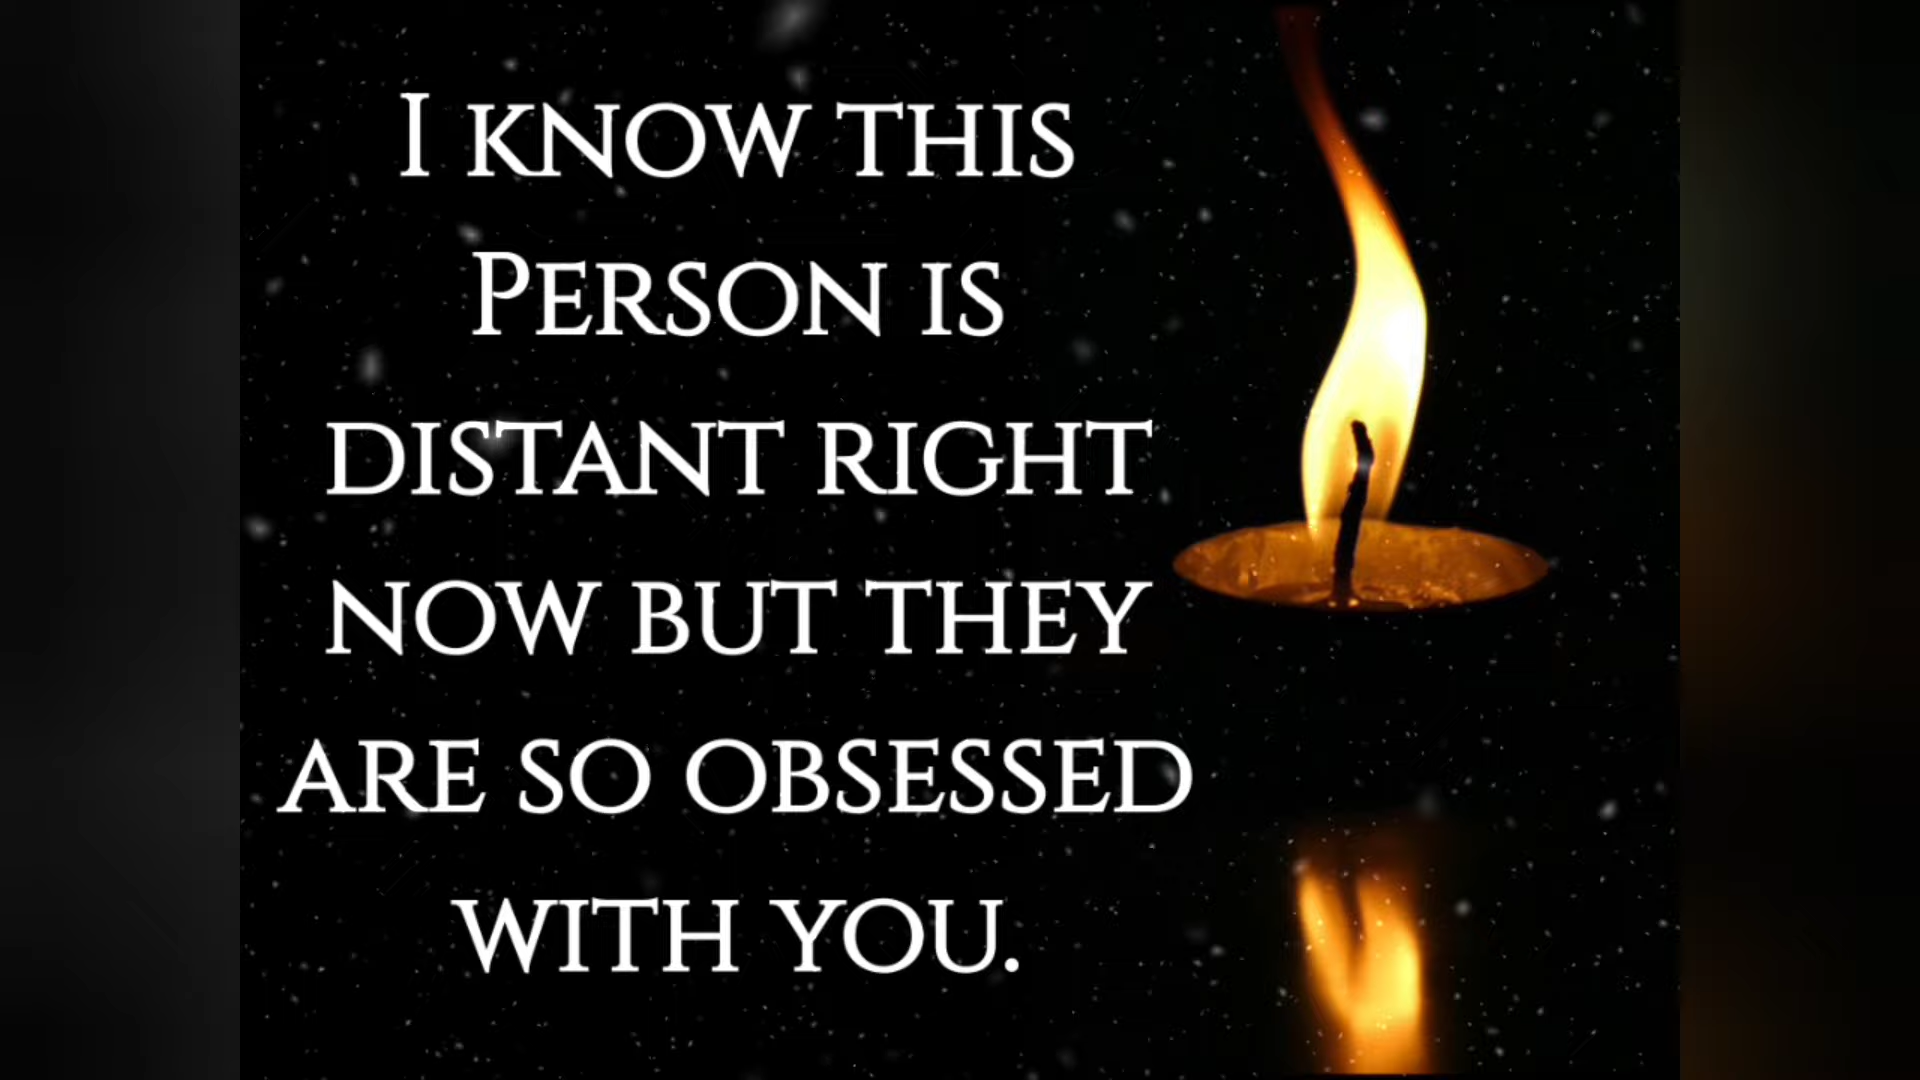 I KNOW THIS
PERSON IS
DISTANT RIGHT
NOW BUT THEY
ARE SO OBSESSED
WITH YOU.